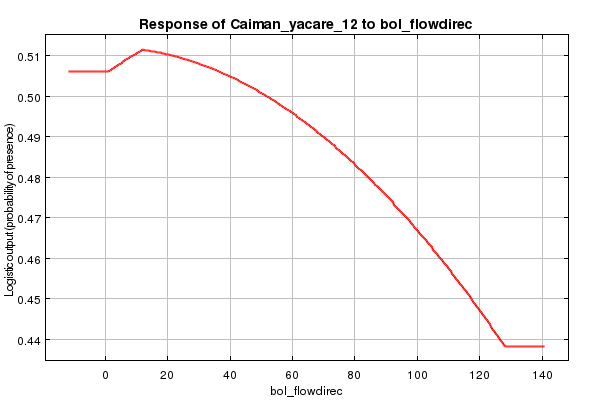 Response of Caiman_yacare_12 to bol_flowdirec
Logistic output (probability of presence)
0.51
0.50
0.49
0.48
0.47
0.46
0.45
0.44
0 20 40 60 80 100 120 140
bol_flowdirec